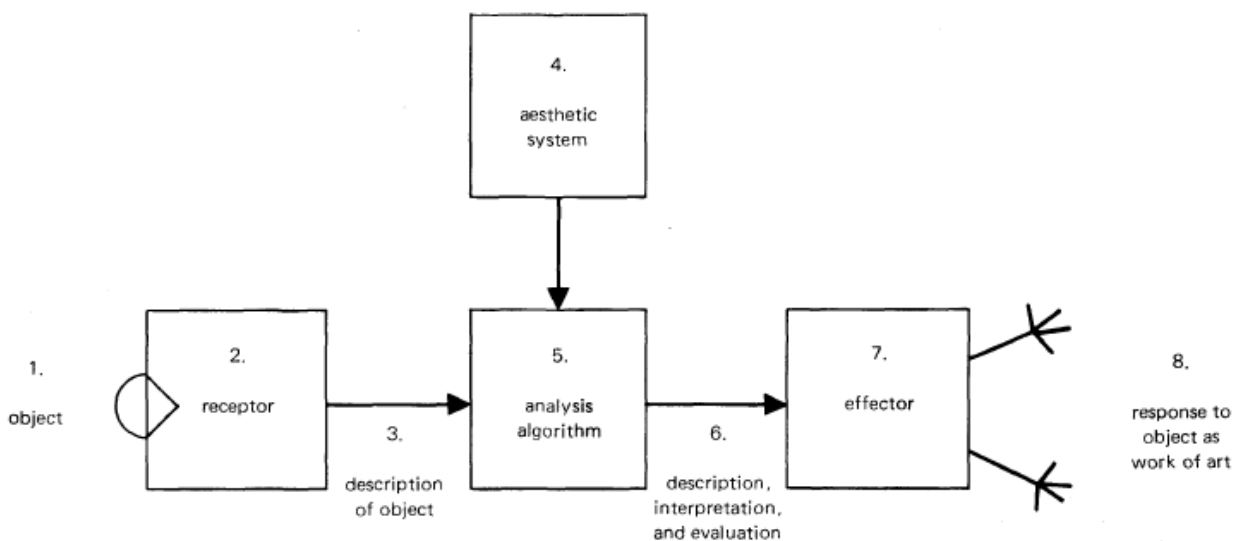 1.
object
2.
receptor
3.
description
of object
4.
aesthetic
system
5.
analysis
algorithm
6.
description,
interpretation,
and evaluation
7.
effector
8.
response to
object as
work of art